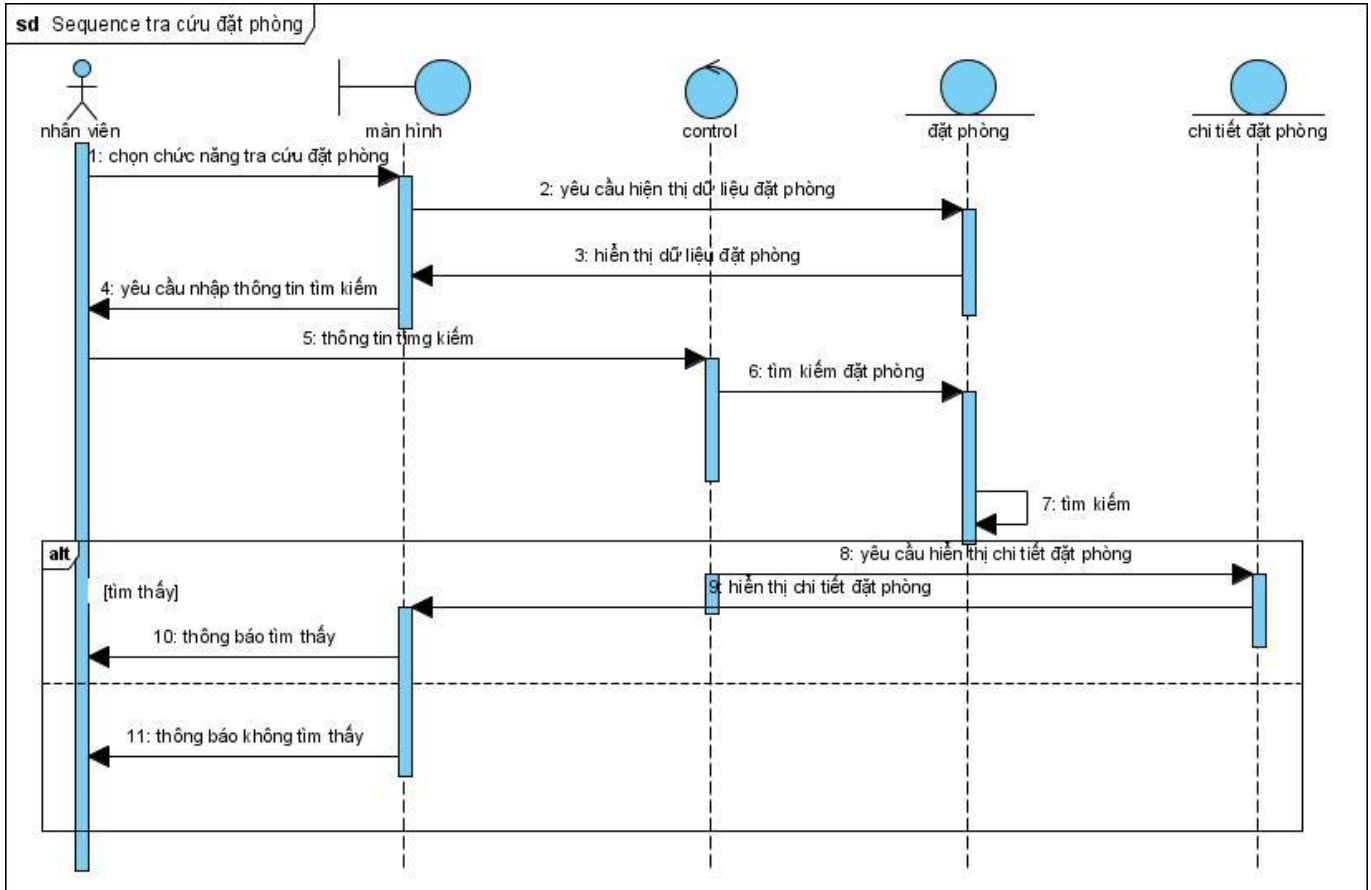 sd Sequence tra cứu đặt phòng
nhân viên
màn hình
control
đặt phòng
chi tiết đặt phòng
1: chọn chức năng tra cứu đặt phòng
2: yêu cầu hiện thị dữ liệu đặt phòng
3: hiển thị dữ liệu đặt phòng
4: yêu cầu nhập thông tin tìm kiếm
5: thông tin tìmg kiếm
6: tìm kiếm đặt phòng
7: tìm kiếm
alt
8: yêu cầu hiển thị chi tiết đặt phòng
[tìm thấy]
9: hiển thị chi tiết đặt phòng
10: thông báo tìm thấy
11: thông báo không tìm thấy